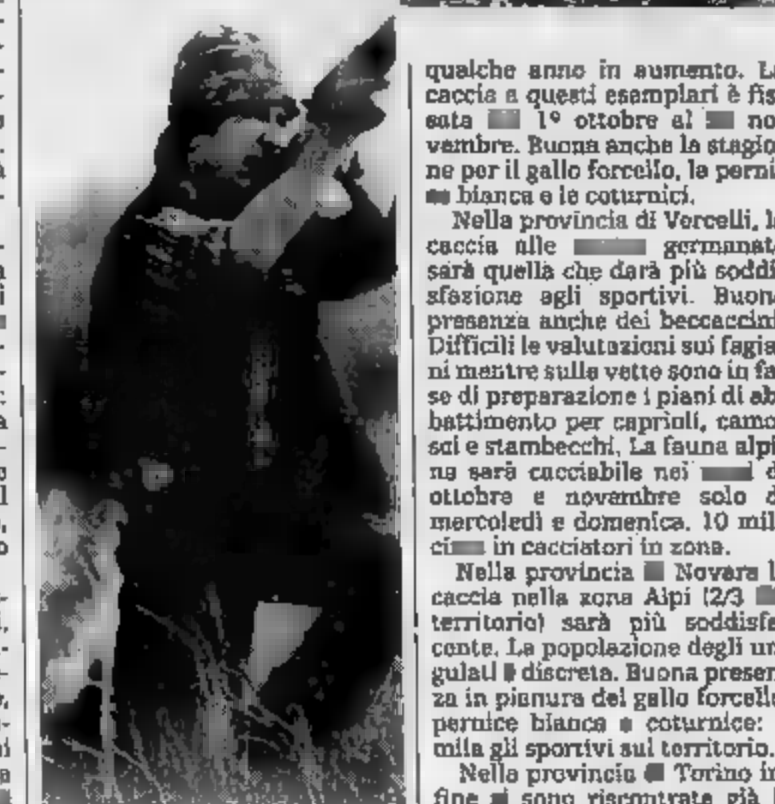 qualche anno in aumento. L
caccia a questi esemplari è fis
sata 1º ottobre al no
vembre. Buona anche la stagio
ne per il gallo forcello, la perni
bianca e le coturnici.
Nella provincia di Vercelli, l
caccia alle germanate
sarà quella che darà più soddi
sfazione agli sportivi. Buon
presenza anche dei beccaccini
Difficili le valutazioni sui fagia
ni mentre sulle vette sono in fa
se di preparazione i piani di ab
battimento per caprioli, camo
sci e stambecchi. La fauna alpi
na sarà cacciabile nei d
ottobre e novembre solo
mercoledì e domenica. 10 mil
in cacciatori in zona.
Nella provincia Novara l
caccia nella zona Alpi (2/3
territorio) sarà più soddisfa
cente. La popolazione degli un
gulati discreta. Buona presen
za in pianura del gallo forcello
pernice bianca e coturnice:
mila gli sportivi sul territorio.
Nella provincia Torino in
fine si sono riscontrate già